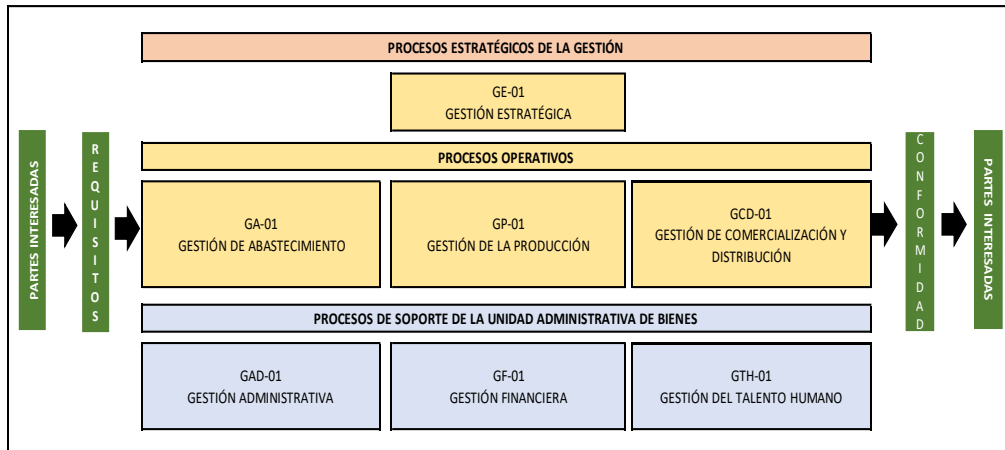 PROCESOS ESTRATÉGICOS DE LA GESTIÓN
GE-01
GESTIÓN ESTRATÉGICA
PARTES INTERESADAS
REQUISITOS
PROCESOS OPERATIVOS
GA-01
GESTIÓN DE ABASTECIMIENTO
GP-01
GESTIÓN DE LA PRODUCCIÓN
GCD-01
GESTIÓN DE COMERCIALIZACIÓN Y
DISTRIBUCIÓN
CONFORMIDAD
PARTES INTERESADAS
PROCESOS DE SOPORTE DE LA UNIDAD ADMINISTRATIVA DE BIENES
GAD-01
GESTIÓN ADMINISTRATIVA
GF-01
GESTIÓN FINANCIERA
GTH-01
GESTIÓN DEL TALENTO HUMANO